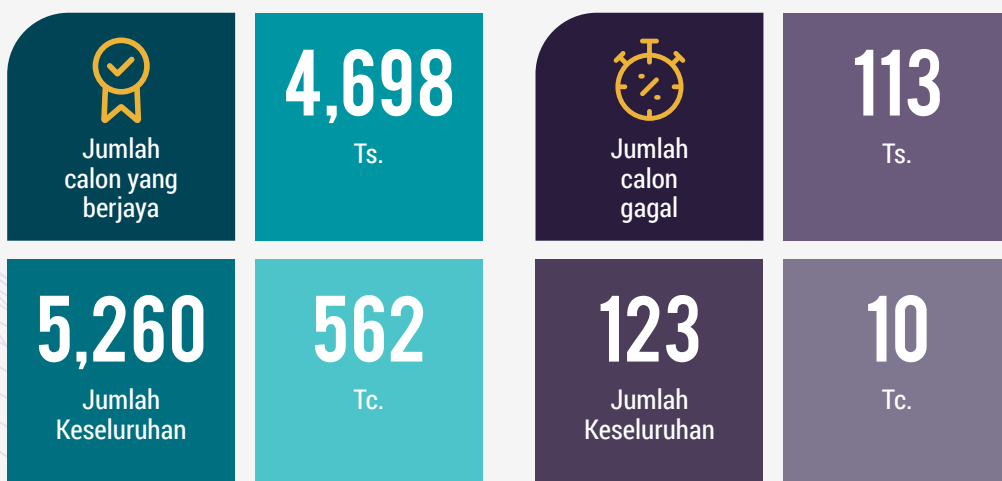 Jumlah
calon yang
berjaya
4,698
Ts.
5,260
Jumlah
Keseluruhan
562
Tc.
Jumlah
calon
gagal
113
Ts.
123
Jumlah
Keseluruhan
10
Tc.